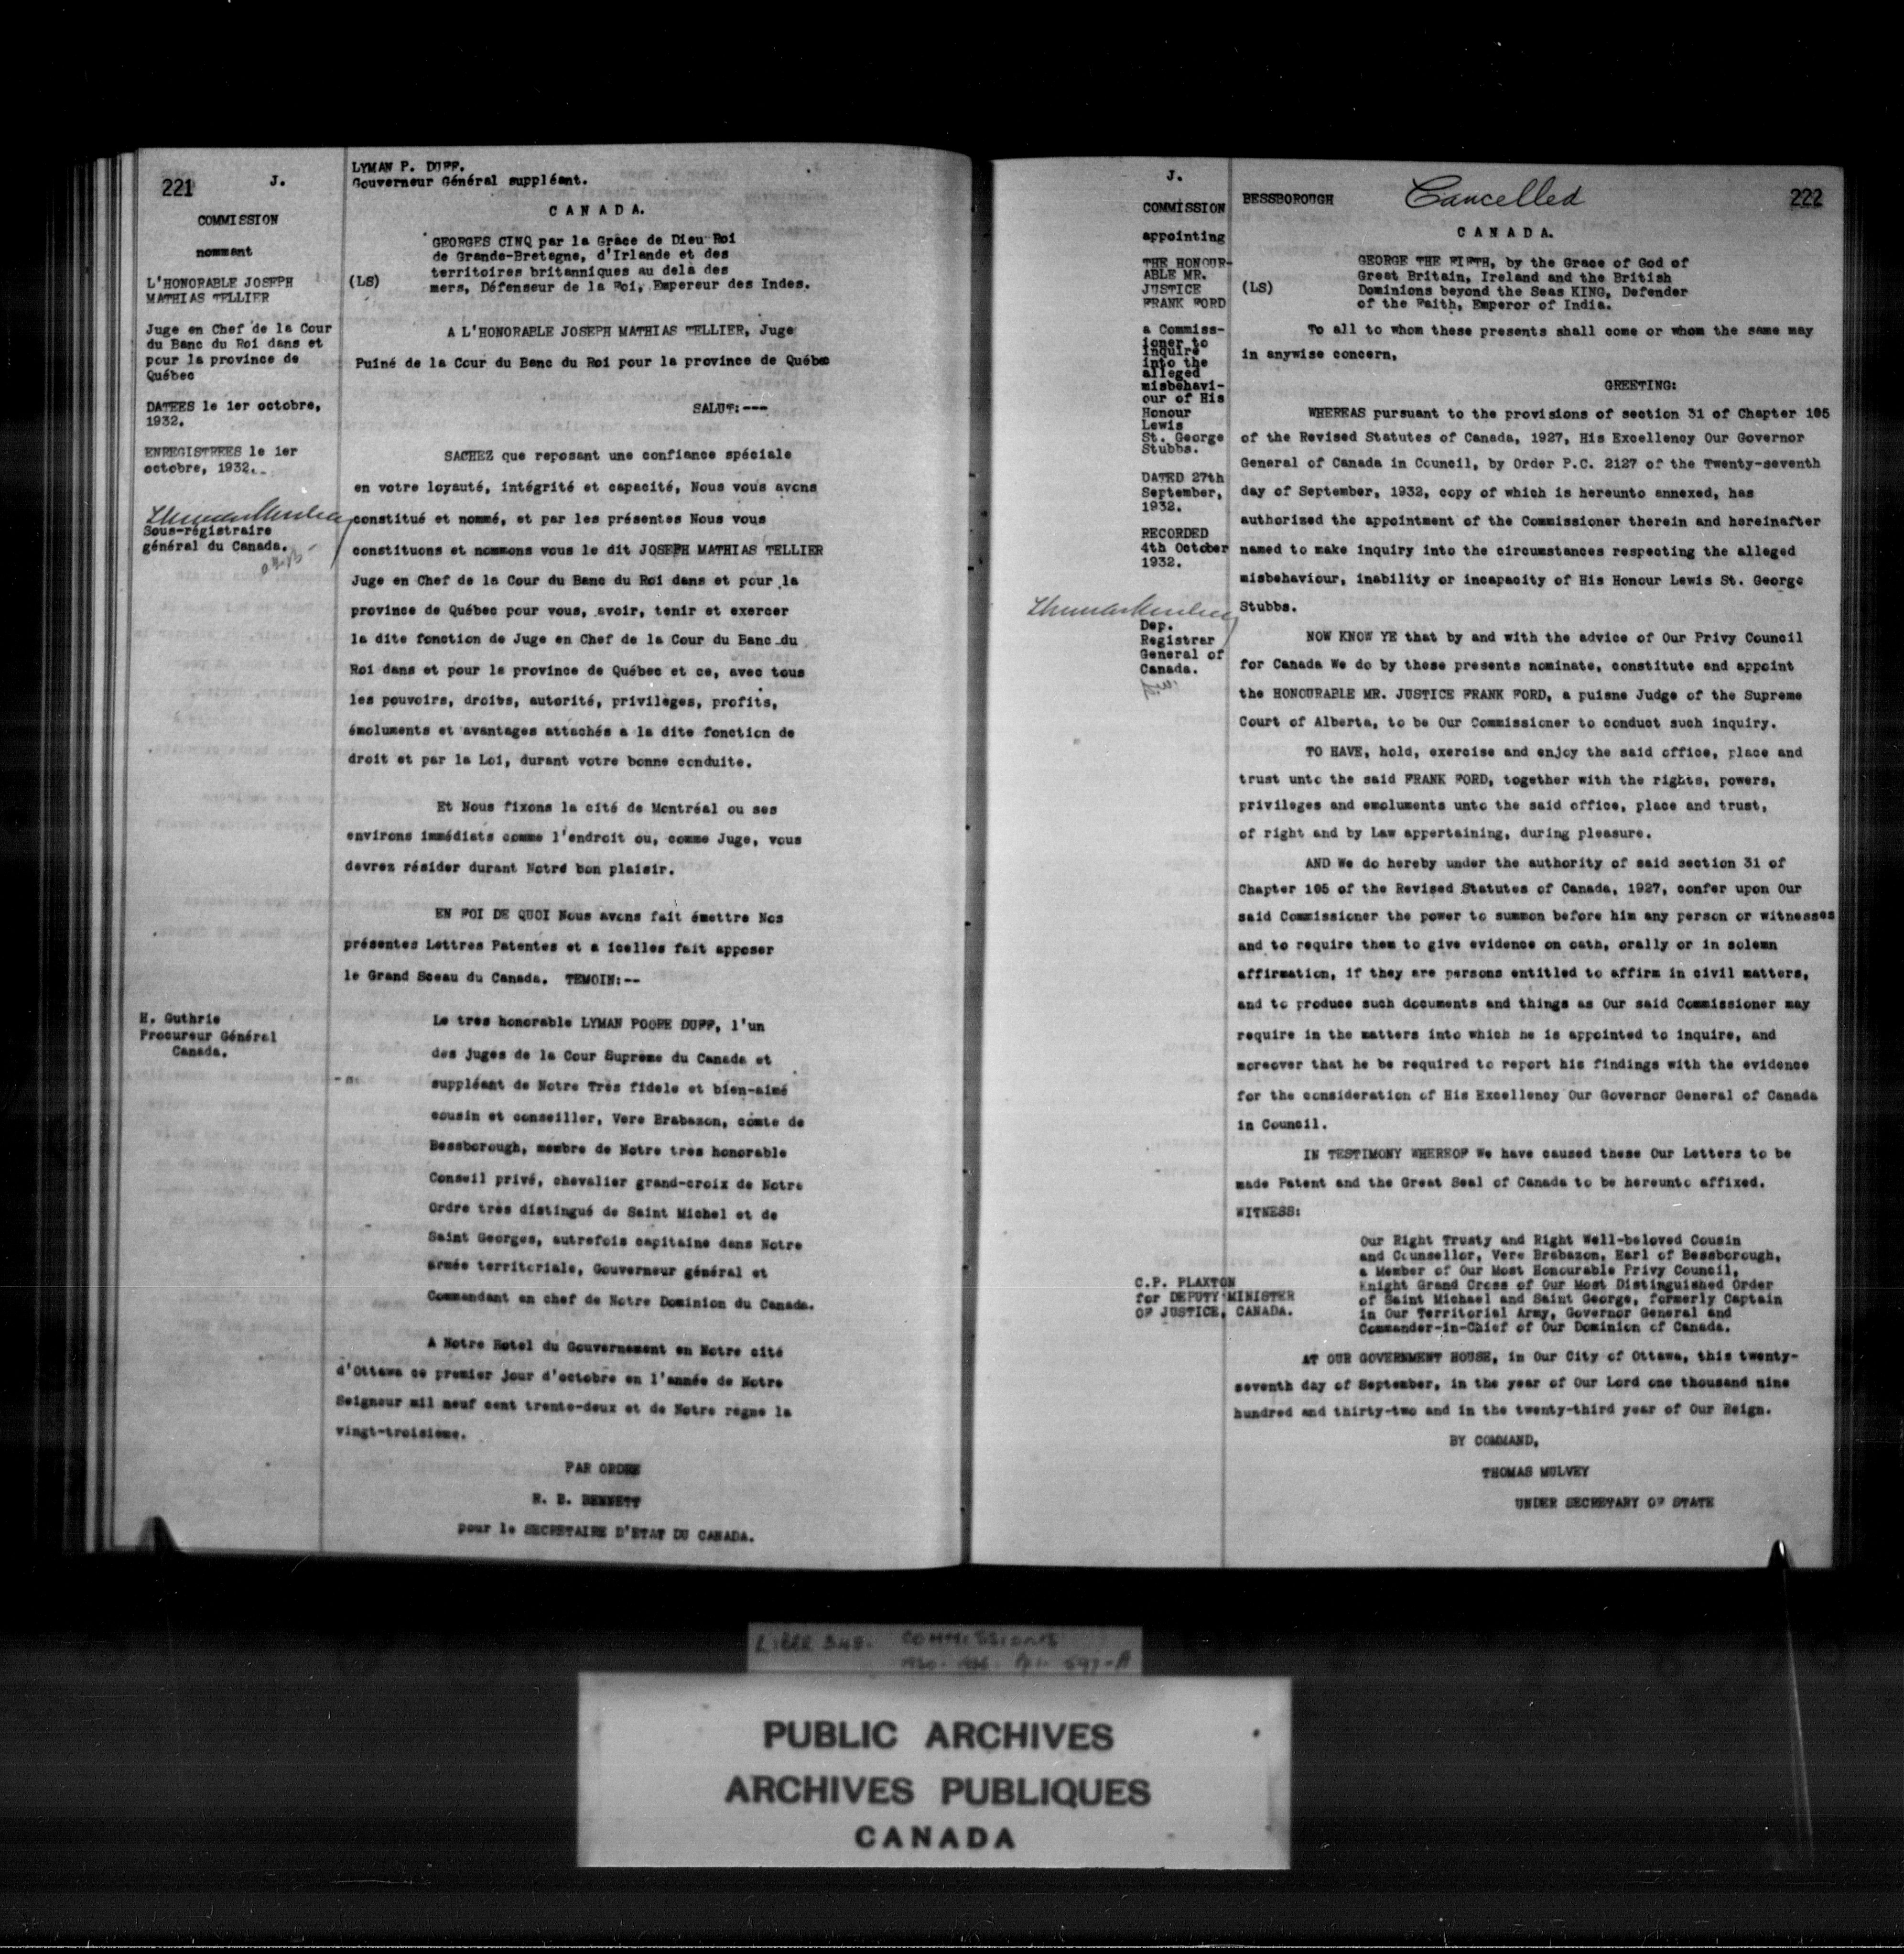 221
J.
COMMISSION
nommant
L'HONORABLE JOSEPH
MATHIAS TELLIER
Juge en Chef de la Cour
du Banc du Roi dans et
pour la province de
Québec
DATEES le 1er octobre,
1932.
ENREGISTREES le 1er
octobre, 1932.
Sous-régistraire
général du Canada.
H. Guthrie
Procureur Général
Canada.
LYMAN P. DUFF.
Gouverneur Général suppléant.
C A N A D A.
(LS)
GEORGES CINQ par la Grace de Dieu Roi
de Grande-Bretagne, d'Irlande et des
territoires britanniques au delà des
mers, Défenseur de la Foi, Empereur des Indes.
A L'HONORABLE JOSEPH MATHIAS TELLIER, Juge
Puiné de la Cour du Banc du Roi pour la province de Québec
SALUT:---
SACHEZ que reposant une confiance spéciale
en votre loyauté, intégrité et capacité, Nous vous avons
constitué et nommé, et par les présentes Nous vous
constituons et nommons vous le dit JOSEPH MATHIAS TELLIER
Juge en Chef de la Cour du Banc du Roi dans et pour la
province de Québec pour vous, avoir, tenir et exercer
la dite fonction de Juge en Chef de la Cour du Banc du
Roi dans et pour la province de Québec et ce, avec tous
les pouvoirs, droits, autorité, privileges, profits,
émoluments et avantages attachés a la dite fonction de
droit et par la Loi, durant votre bonne conduite.
Et Nous fixons la cité de Montréal ou ses
environs immédiats comme l'endroit ou, comme Juge, vous
devrez résider durant Notre bon plaisir.
EN FOI DE QUOI Nous avons fait émettre Nos
présentes Lettres Patentes et a icelles fait apposer
le Grand Sceau du Canada. TEMOIN:--
Le tres honorable LYMAN POORE DUFF, l'un
des juges de la Cour Supreme du Canada et
suppléant de Notre Tres fidele et bien-aimé
cousin et conseiller, Vere Brabazon, comte de
Bessborough, membre de Notre tres honorable
Conseil privé, chevalier grand-croix de Notre
Ordre tres distingué de Saint Michel et de
Saint Georges, autrefois capitaine dans Notre
armée territoriale, Gouverneur général et
Commandant en chef de Notre Dominion du Canada.
A Notre Hotel du Gouvernement en Notre cité
d'Ottawa ce premier jour d'octobre en l'année de Notre
Seigneur mil neuf cent trente-deux et de Notre regne la
vingt-troisieme.
PAR ORDRE
R. B. BENNETT
pour le SECRETAIRE D'ETAT DU CANADA.
J.
COMMISSION
appointing
THE HONOUR-
ABLE MR.
JUSTICE
FRANK FORD
a Commiss-
ioner to
inquire
into the
alleged
misbehavi-
our of His
Honour
Lewis
St. George
Stubbs.
DATED 27th
September,
1932.
RECORDED
4th October
1932.
Dep.
Registrar
General of
Canada.
C.P. PLAXTON
for DEPUTY MINISTER
OF JUSTICE, CANADA.
BESSBOROUGH
Cancelled
222
C A N A D A.
(LS)
GEORGE THE FIFTH, by the Grace of God of
Great Britain, Ireland and the British
Dominions beyond the Seas KING, Defender
of the Faith, Emperor of India.
To all to whom these presents shall come or whom the same may
in anywise concern,
GREETING:
WHEREAS pursuant to the provisions of section 31 of Chapter 105
of the Revised Statutes of Canada, 1927, His Excellency Our Governor
General of Canada in Council, by Order P.C. 2127 of the Twenty-seventh
day of September, 1932, copy of which is hereunto annexed, has
authorized the appointment of the Commissioner therein and hereinafter
named to make inquiry into the circumstances respecting the alleged
misbehaviour, inability or incapacity of His Honour Lewis St. George
Stubbs.
NOW KNOW YE that by and with the advice of Our Privy Council
for Canada We do by these presents nominate, constitute and appoint
the HONOURABLE MR. JUSTICE FRANK FORD, a puisne Judge of the Supreme
Court of Alberta, to be Our Commissioner to conduct such inquiry.
TO HAVE, hold, exercise and enjoy the said office, place and
trust unto the said FRANK FORD, together with the rights, powers,
privileges and emoluments unto the said office, place and trust,
of right and by Law appertaining, during pleasure.
AND We do hereby under the authority of said section 31 of
Chapter 105 of the Revised Statutes of Canada, 1927, confer upon Our
said Commissioner the power to summon before him any person or witnesses
and to require them to give evidence on oath, orally or in solemn
affirmation, if they are persons entitled to affirm in civil matters,
and to produce such documents and things as Our said Commissioner may
require in the matters into which he is appointed to inquire, and
moreover that he be required to report his findings with the evidence
for the consideration of His Excellency Our Governor General of Canada
in Council.
IN TESTIMONY WHEREOF We have caused these Our Letters to be
made Patent and the Great Seal of Canada to be hereunto affixed.
WITNESS:
Our Right Trusty and Right Well-beloved Cousin
and Counsellor, Vere Brabazon, Earl of Bessborough,
a Member of Our Most Honourable Privy Council,
Knight Grand Cross of Our Most Distinguished Order
of Saint Michael and Saint George, formerly Captain
in Our Territorial Army, Governor General and
Commander-in-Chief of Our Dominion of Canada.
AT OUR GOVERNMENT HOUSE, in Our City of Ottawa, this twenty-
seventh day of September, in the year of Our Lord one thousand nine
hundred and thirty-two and in the twenty-third year of Our Reign.
BY COMMAND,
THOMAS MULVEY
UNDER SECRETARY OF STATE
LIBER 348. COMMISSIONS
PUBLIC ARCHIVES
ARCHIVES PUBLIQUES
CANADA